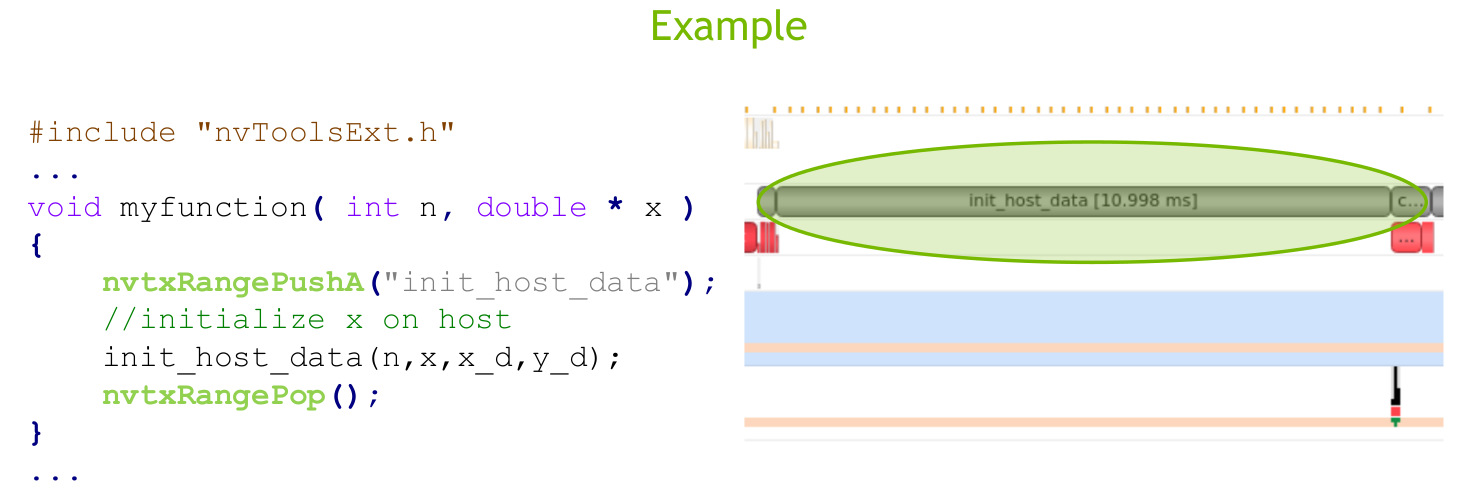 Example
#include "nvToolsExt.h"
...
void myfunction( int n, double * x )
{
nvtxRangePushA("init_host_data");
//initialize x on host
init_host_data(n,x,x_d,y_d);
nvtxRangePop();
}
...
init_host_data [10.998 ms]
c...
...